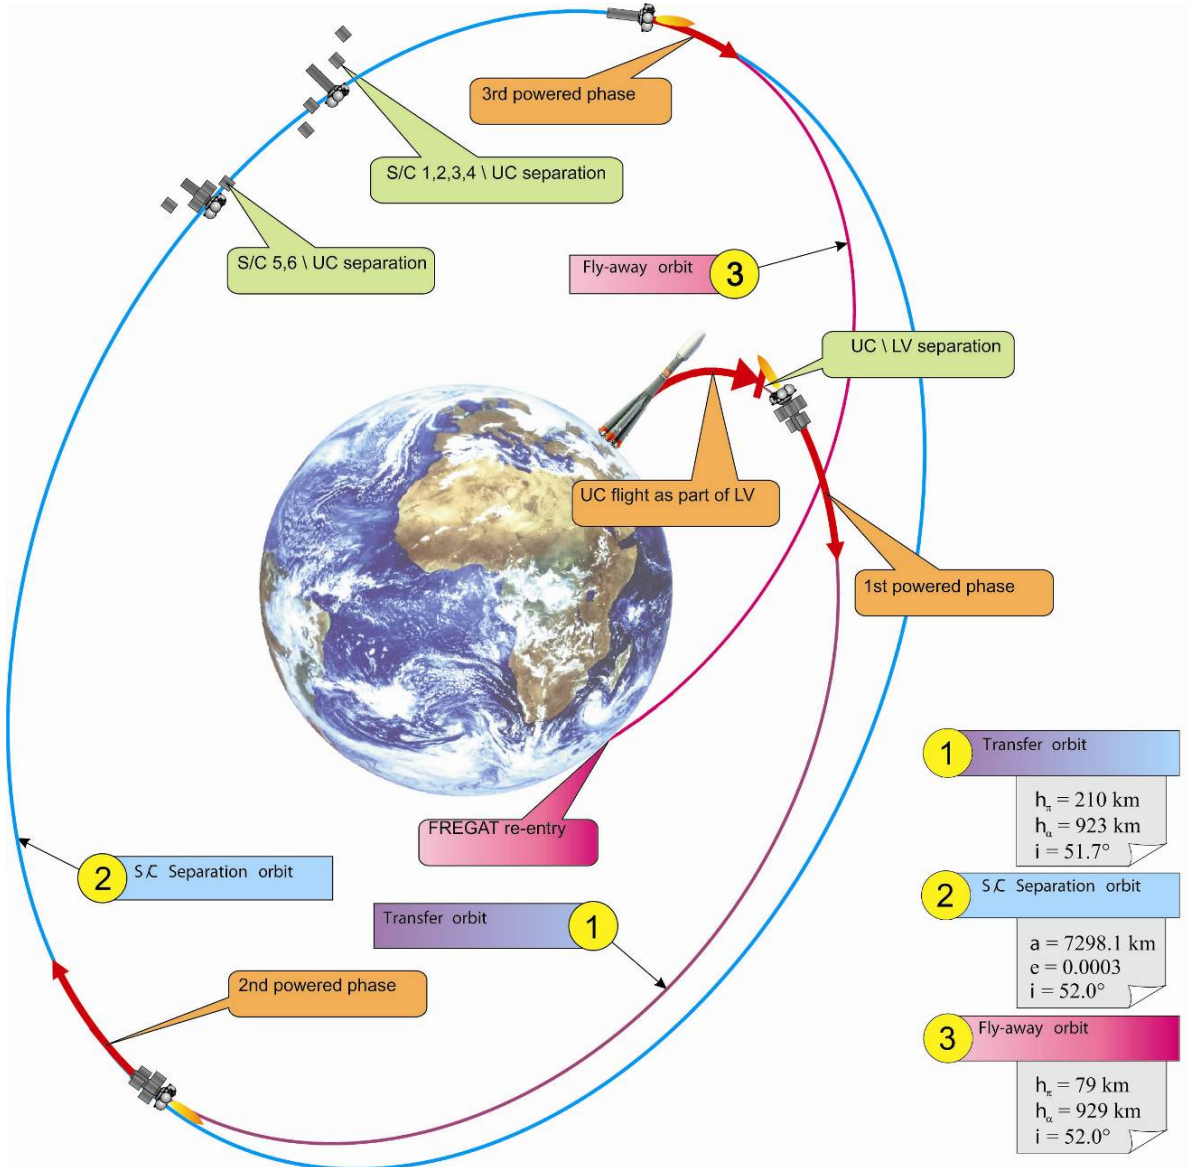 3rd powered phase
S/C 1,2,3,4 \ UC separation
S/C 5,6 \ UC separation
Fly-away orbit
3
UC \ LV separation
UC flight as part of LV
1st powered phase
FREGAT re-entry
2
S/C Separation orbit
Transfer orbit
1
2nd powered phase
1
Transfer orbit
hπ = 210 km
hα = 923 km
i = 51.7°
2
S/C Separation orbit
a = 7298.1 km
e = 0.0003
i = 52.0°
3
Fly-away orbit
hπ = 79 km
hα = 929 km
i = 52.0°